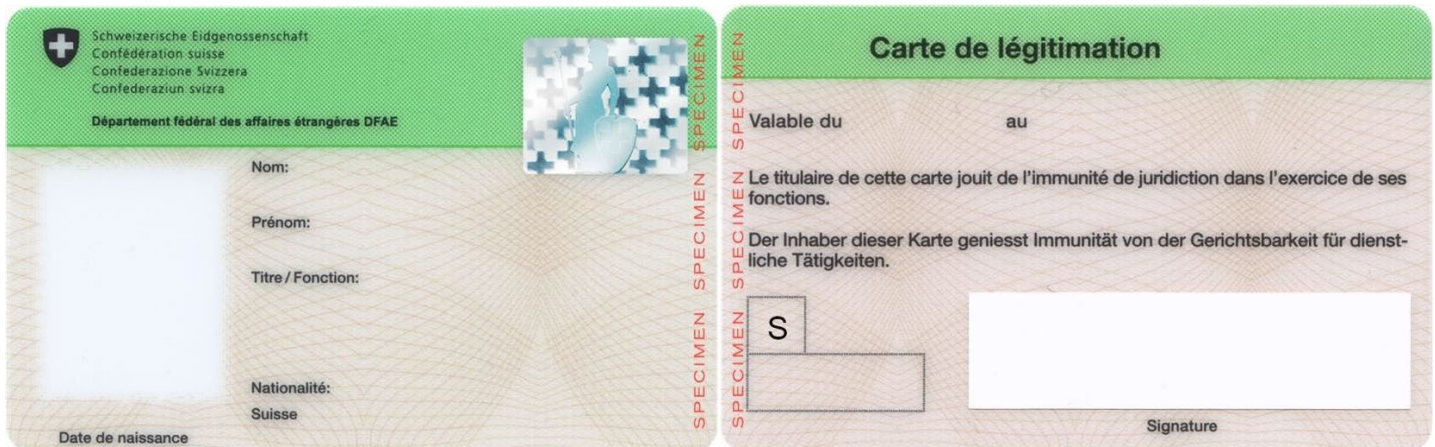 Schweizerische Eidgenossenschaft
Confédération suisse
Confederazione Svizzera
Confederaziun svizra
Département fédéral des affaires étrangères DFAE
Nom:
Prénom:
Titre / Fonction:
Nationalité:
Suisse
Date de naissance
SPECIMEN SPECIMEN SPECIMEN
SPECIMEN SPECIMEN SPECIMEN
Carte de légitimation
Valable du au
Le titulaire de cette carte jouit de l'immunité de juridiction dans l'exercice de ses
fonctions.
Der Inhaber dieser Karte geniesst Immunität von der Gerichtsbarkeit für dienst-
liche Tätigkeiten.
S
Signature